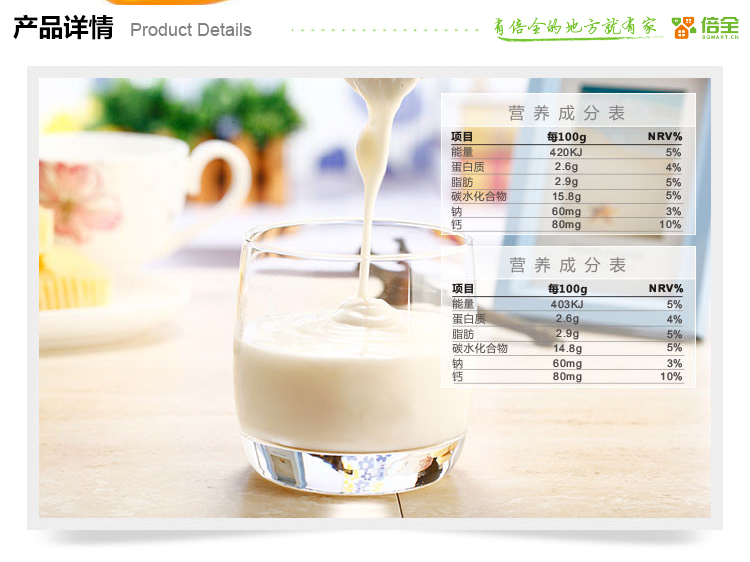 产品详情 Product Details
有倍全的地方就有家
倍全
BQMART.CN
营养成分表
项目 每100g NRV%
能量 420KJ 5%
蛋白质 2.6g 4%
脂肪 2.9g 5%
碳水化合物 15.8g 5%
钠 60mg 3%
钙 80mg 10%
营养成分表
项目 每100g NRV%
能量 403KJ 5%
蛋白质 2.6g 4%
脂肪 2.9g 5%
碳水化合物 14.8g 5%
钠 60mg 3%
钙 80mg 10%